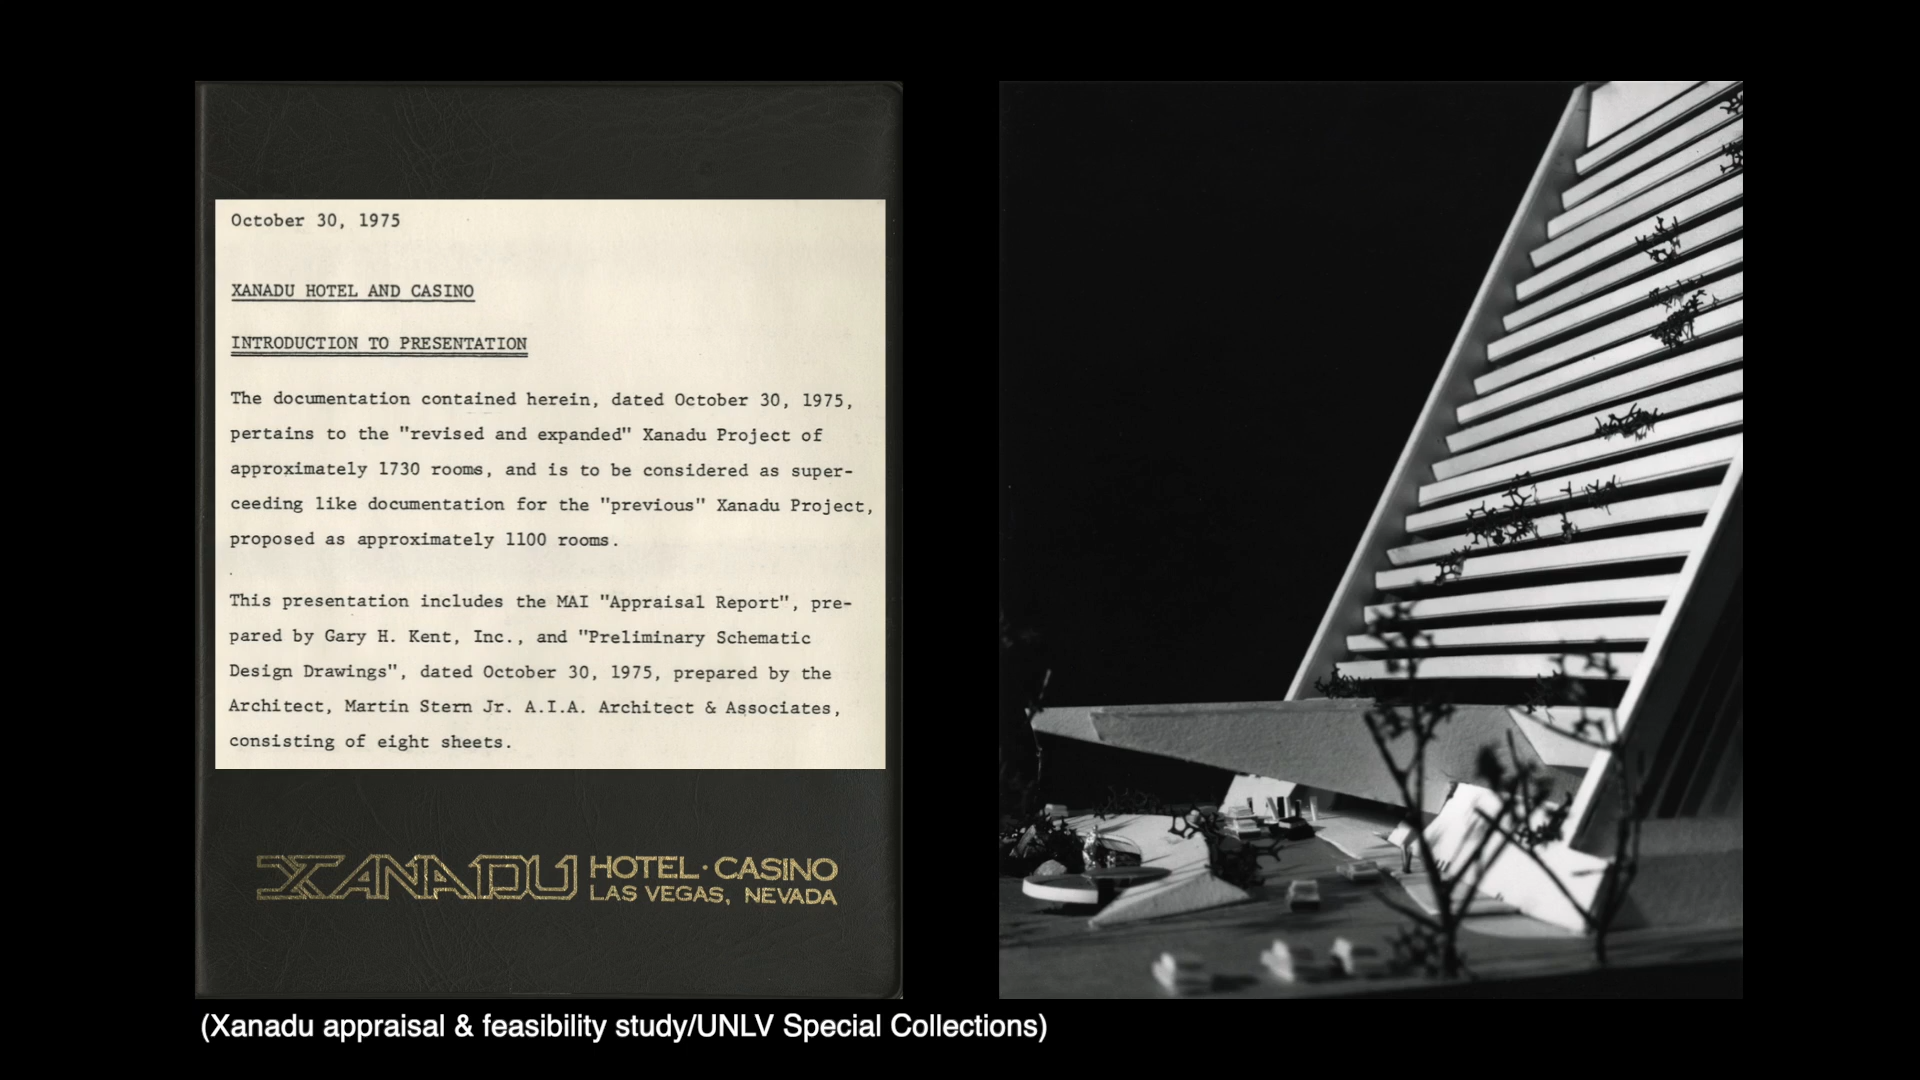 October 30, 1975
XANADU HOTEL AND CASINO
INTRODUCTION TO PRESENTATION
The documentation contained herein, dated October 30, 1975,
pertains to the "revised and expanded" Xanadu Project of
approximately 1730 rooms, and is to be considered as super-
ceeding like documentation for the "previous" Xanadu Project,
proposed as approximately 1100 rooms.
This presentation includes the MAI "Appraisal Report", pre-
pared by Gary H. Kent, Inc., and "Preliminary Schematic
Design Drawings", dated October 30, 1975, prepared by the
Architect, Martin Stern Jr. A.I.A. Architect & Associates,
consisting of eight sheets.
XANADU HOTEL · CASINO
LAS VEGAS, NEVADA
(Xanadu appraisal & feasibility study/UNLV Special Collections)